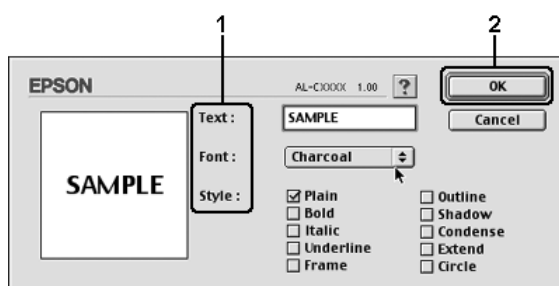 1 2
EPSON AL-CXXXX 1.00 ? OK
Text : SAMPLE Cancel
Font : Charcoal
SAMPLE
Style : Plain Outline
Bold Shadow
Italic Condense
Underline Extend
Frame Circle